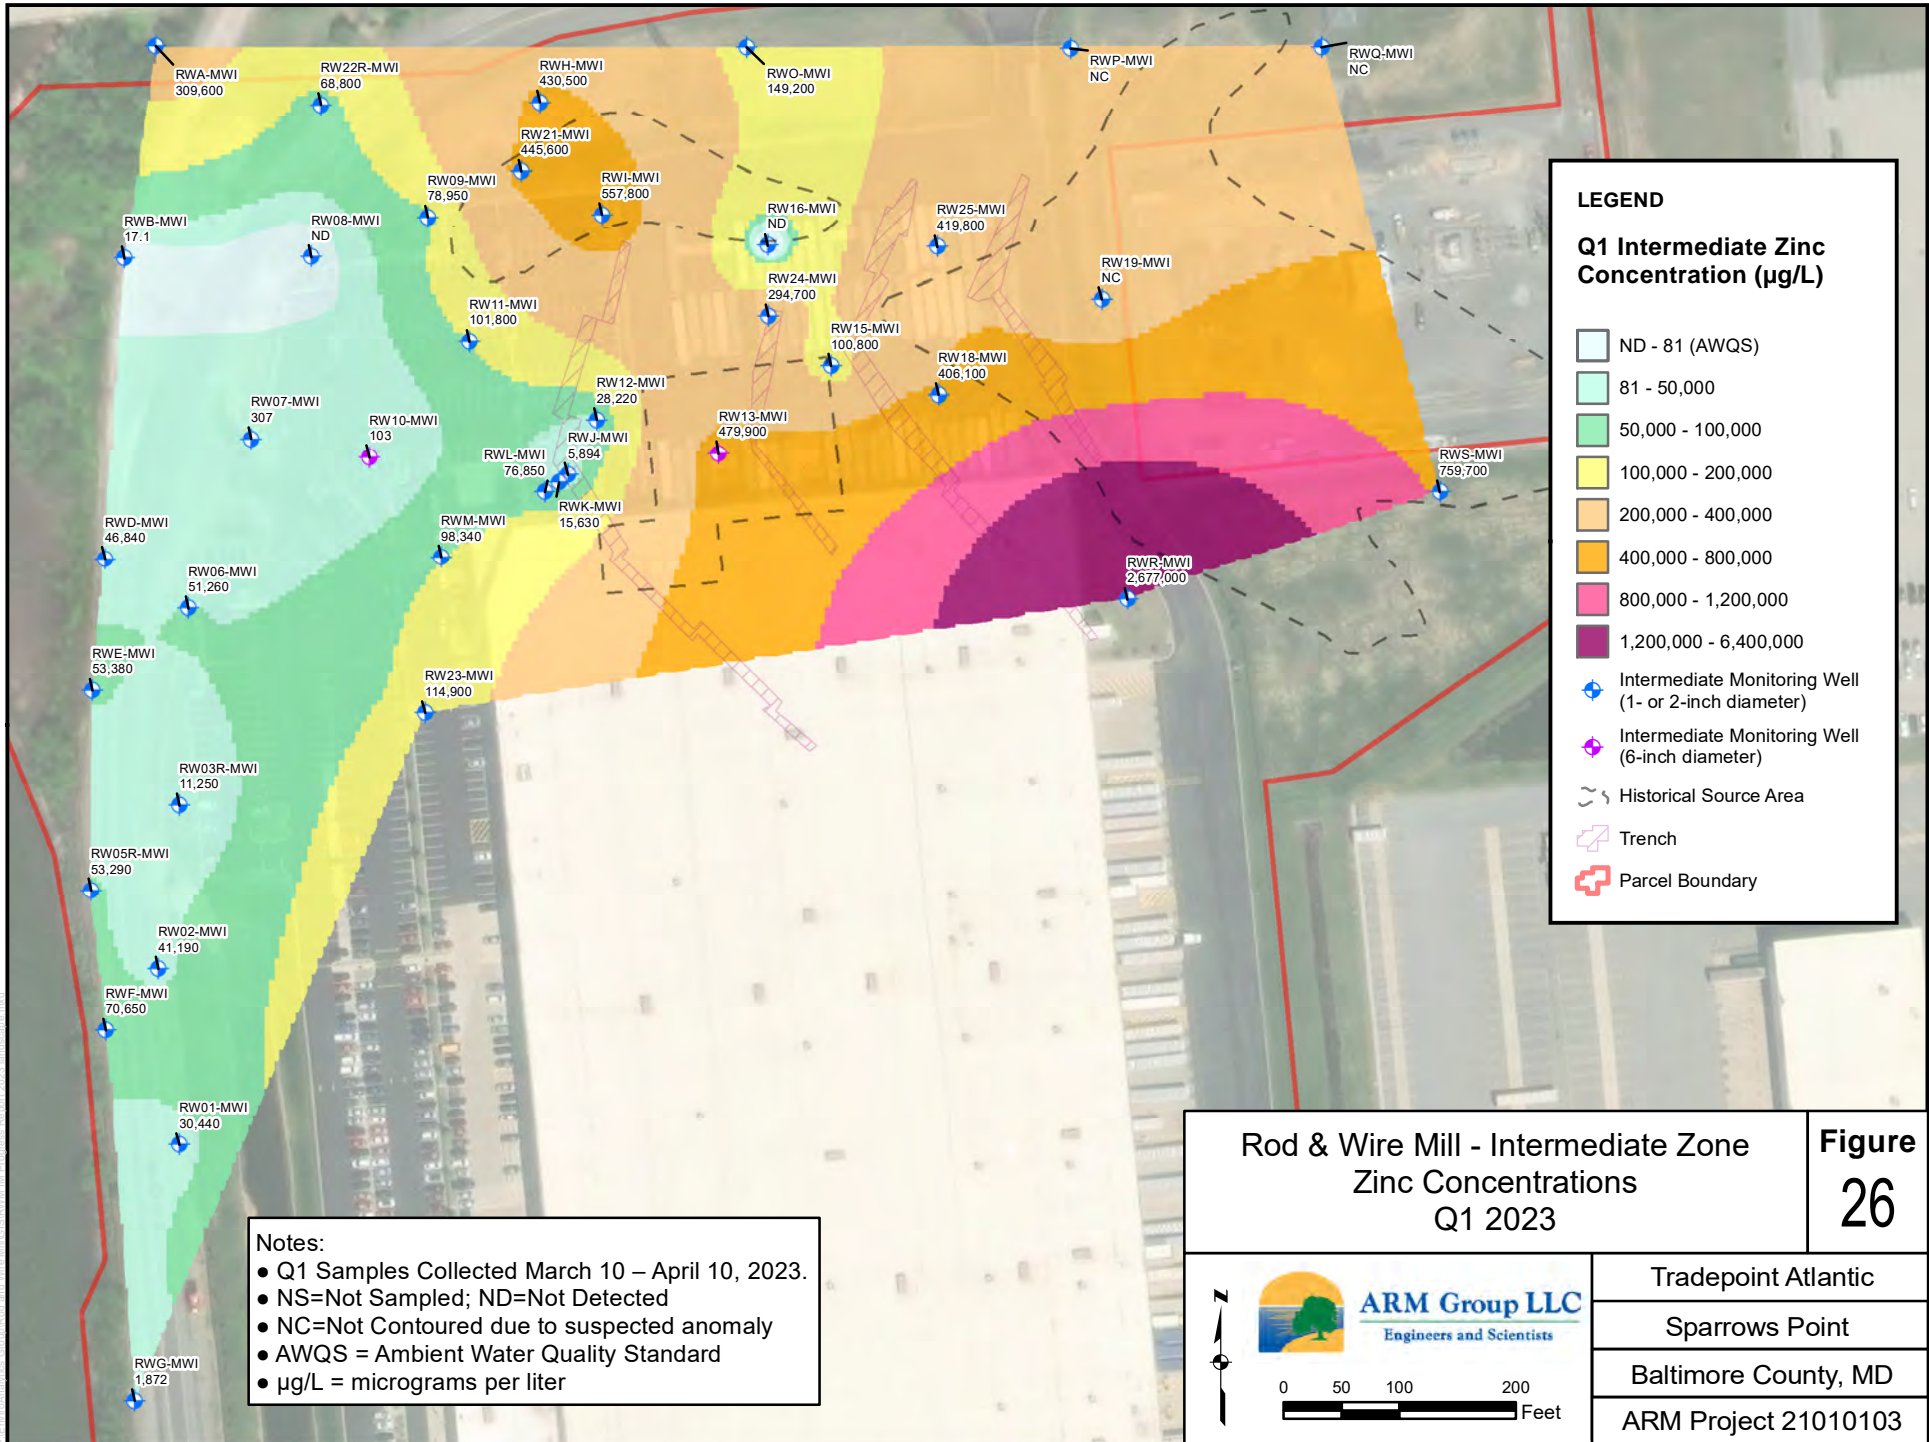 RWA-MWI
309,600
RW22R-MWI
68,800
RWH-MWI
430,500
RWO-MWI
149,200
RWP-MWI
NC
RWQ-MWI
NC
RW21-MWI
445,600
RW09-MWI
78,950
RWI-MWI
557,800
RWB-MWI
17.1
RW08-MWI
ND
RW16-MWI
ND
RW25-MWI
419,800
RW19-MWI
NC
RW24-MWI
294,700
RW11-MWI
101,800
RW15-MWI
100,800
RW18-MWI
406,100
RW12-MWI
28,220
RW07-MWI
307
RW10-MWI
103
RW13-MWI
479,900
RWJ-MWI
5,894
RWL-MWI
76,850
RWK-MWI
15,630
RWS-MWI
759,700
RWD-MWI
46,840
RWM-MWI
98,340
RW06-MWI
51,260
RWR-MWI
2,677,000
RWE-MWI
53,380
RW23-MWI
114,900
RW03R-MWI
11,250
RW05R-MWI
53,290
RW02-MWI
41,190
RWF-MWI
70,650
RW01-MWI
30,440
RWG-MWI
1,872
LEGEND
Q1 Intermediate Zinc
Concentration (µg/L)
ND - 81 (AWQS)
81 - 50,000
50,000 - 100,000
100,000 - 200,000
200,000 - 400,000
400,000 - 800,000
800,000 - 1,200,000
1,200,000 - 6,400,000
Intermediate Monitoring Well
(1- or 2-inch diameter)
Intermediate Monitoring Well
(6-inch diameter)
Historical Source Area
Trench
Parcel Boundary
Notes:
● Q1 Samples Collected March 10 – April 10, 2023.
● NS=Not Sampled; ND=Not Detected
● NC=Not Contoured due to suspected anomaly
● AWQS = Ambient Water Quality Standard
● µg/L = micrograms per liter
Rod & Wire Mill - Intermediate Zone
Zinc Concentrations
Q1 2023
Figure
26
Z
ARM Group LLC
Engineers and Scientists
0 50 100 200
Feet
Tradepoint Atlantic
Sparrows Point
Baltimore County, MD
ARM Project 21010103